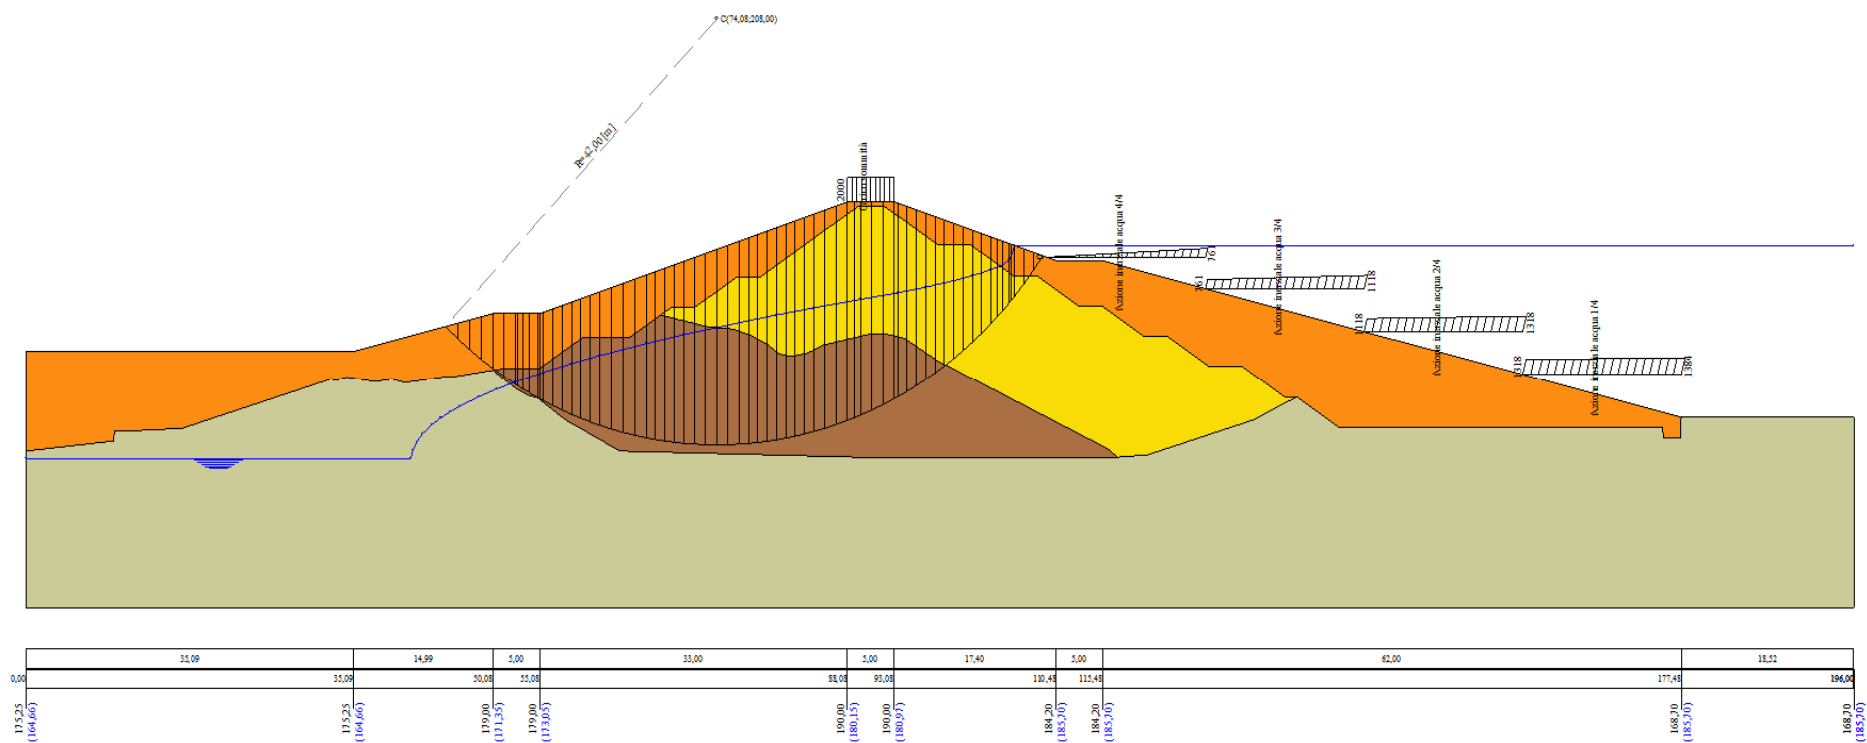 C(74,08;208,00)
R=42,00 [m]
2000
Carico sommità
Azione inerziale acqua 4/4
0
761
Azione inerziale acqua 3/4
761
1118
Azione inerziale acqua 2/4
1118
1318
Azione inerziale acqua 1/4
1318
1384
35,09 14,99 5,00 33,00 5,00 17,40 5,00 62,00 18,52
0,00 35,09 50,08 55,08 88,08 93,08 110,48 115,48 177,48 196,00
175,25 175,25 179,00 179,00 190,00 190,00 184,20 184,20 168,70 168,70
(164,66) (164,66) (171,35) (173,05) (180,15) (180,97) (185,70) (185,70) (185,70) (185,70)